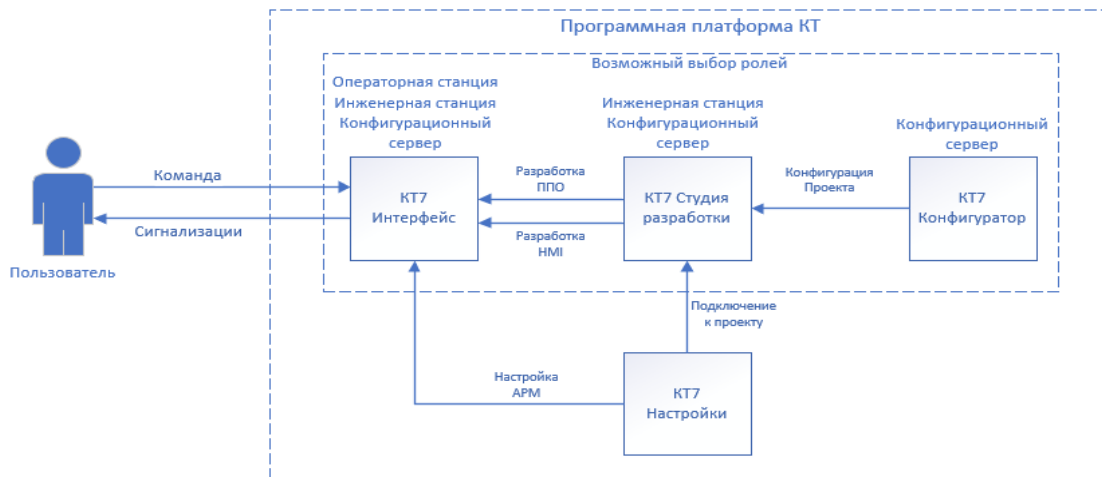 Программная платформа КТ
Возможный выбор ролей
Операторная станция
Инженерная станция
Конфигурационный
сервер
Инженерная станция
Конфигурационный
сервер
Конфигурационный
сервер
Команда
Сигнализации
Пользователь
КТ7
Интерфейс
Разработка
ППО
Разработка
HMI
КТ7 Студия
разработки
Конфигурация
Проекта
КТ7
Конфигуратор
Подключение
к проекту
Настройка
АРМ
КТ7
Настройки